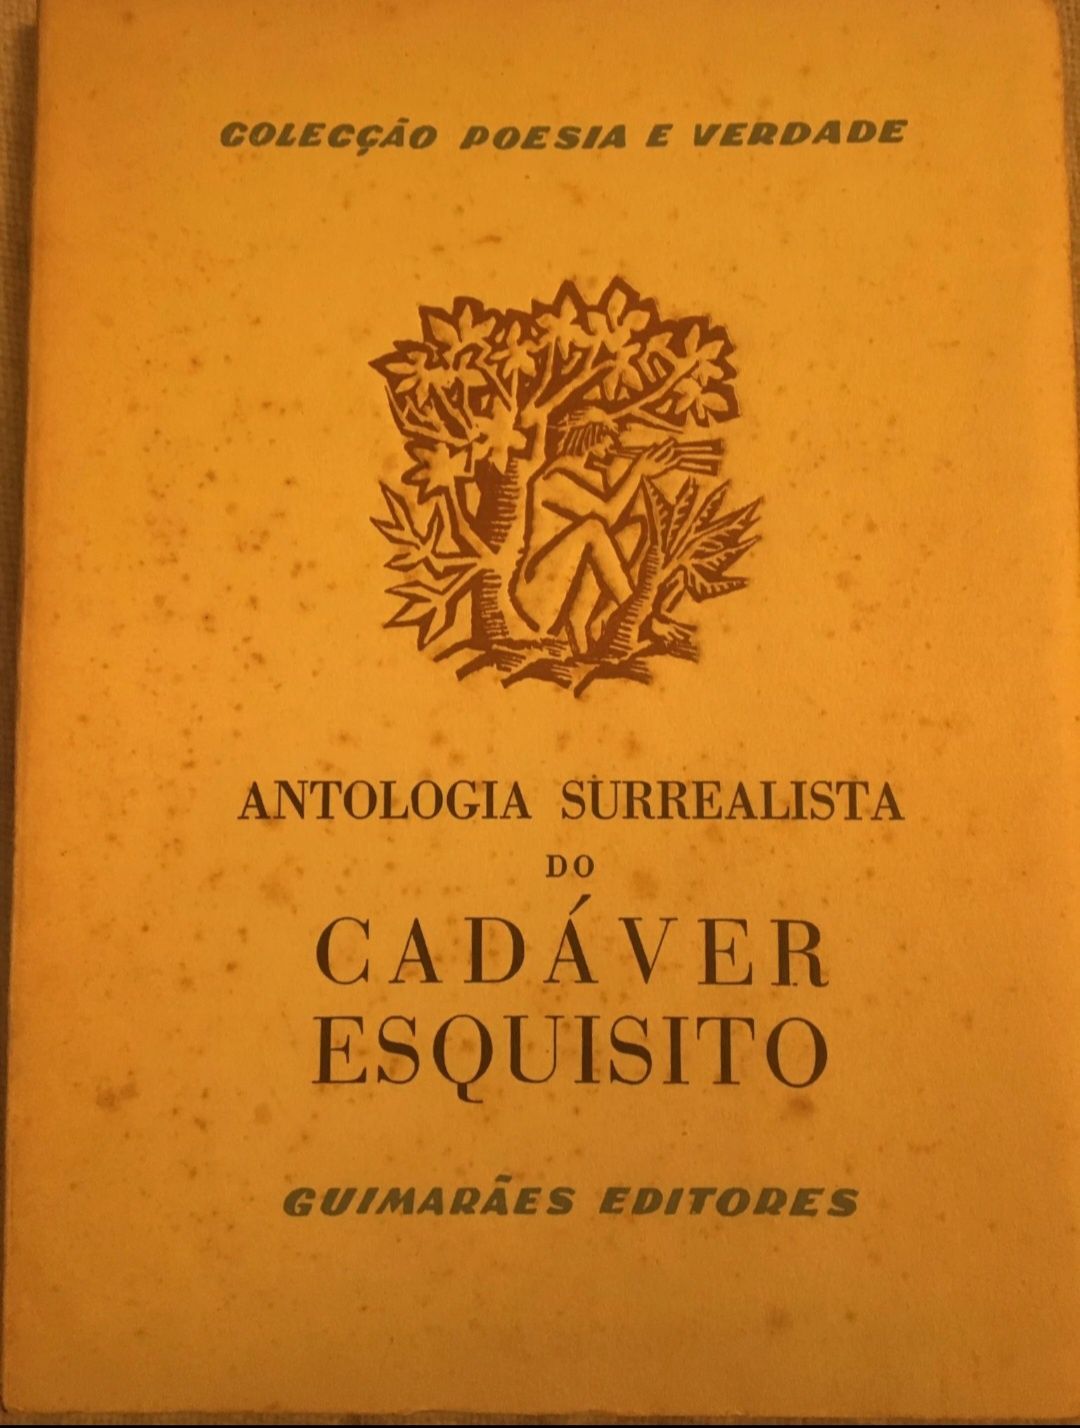 COLECÇÃO POESIA E VERDADE
ANTOLOGIA SURREALISTA
DO
CADÁVER
ESQUISITO
GUIMARÃES EDITORES